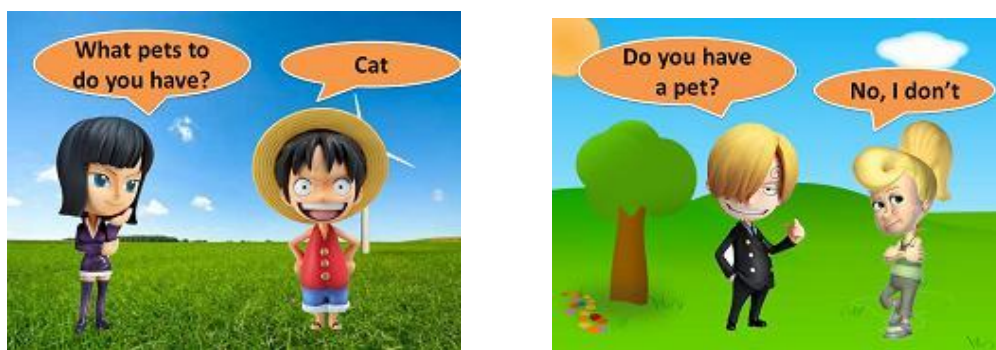 What pets to
do you have?
Cat
Do you have
a pet?
No, I don't